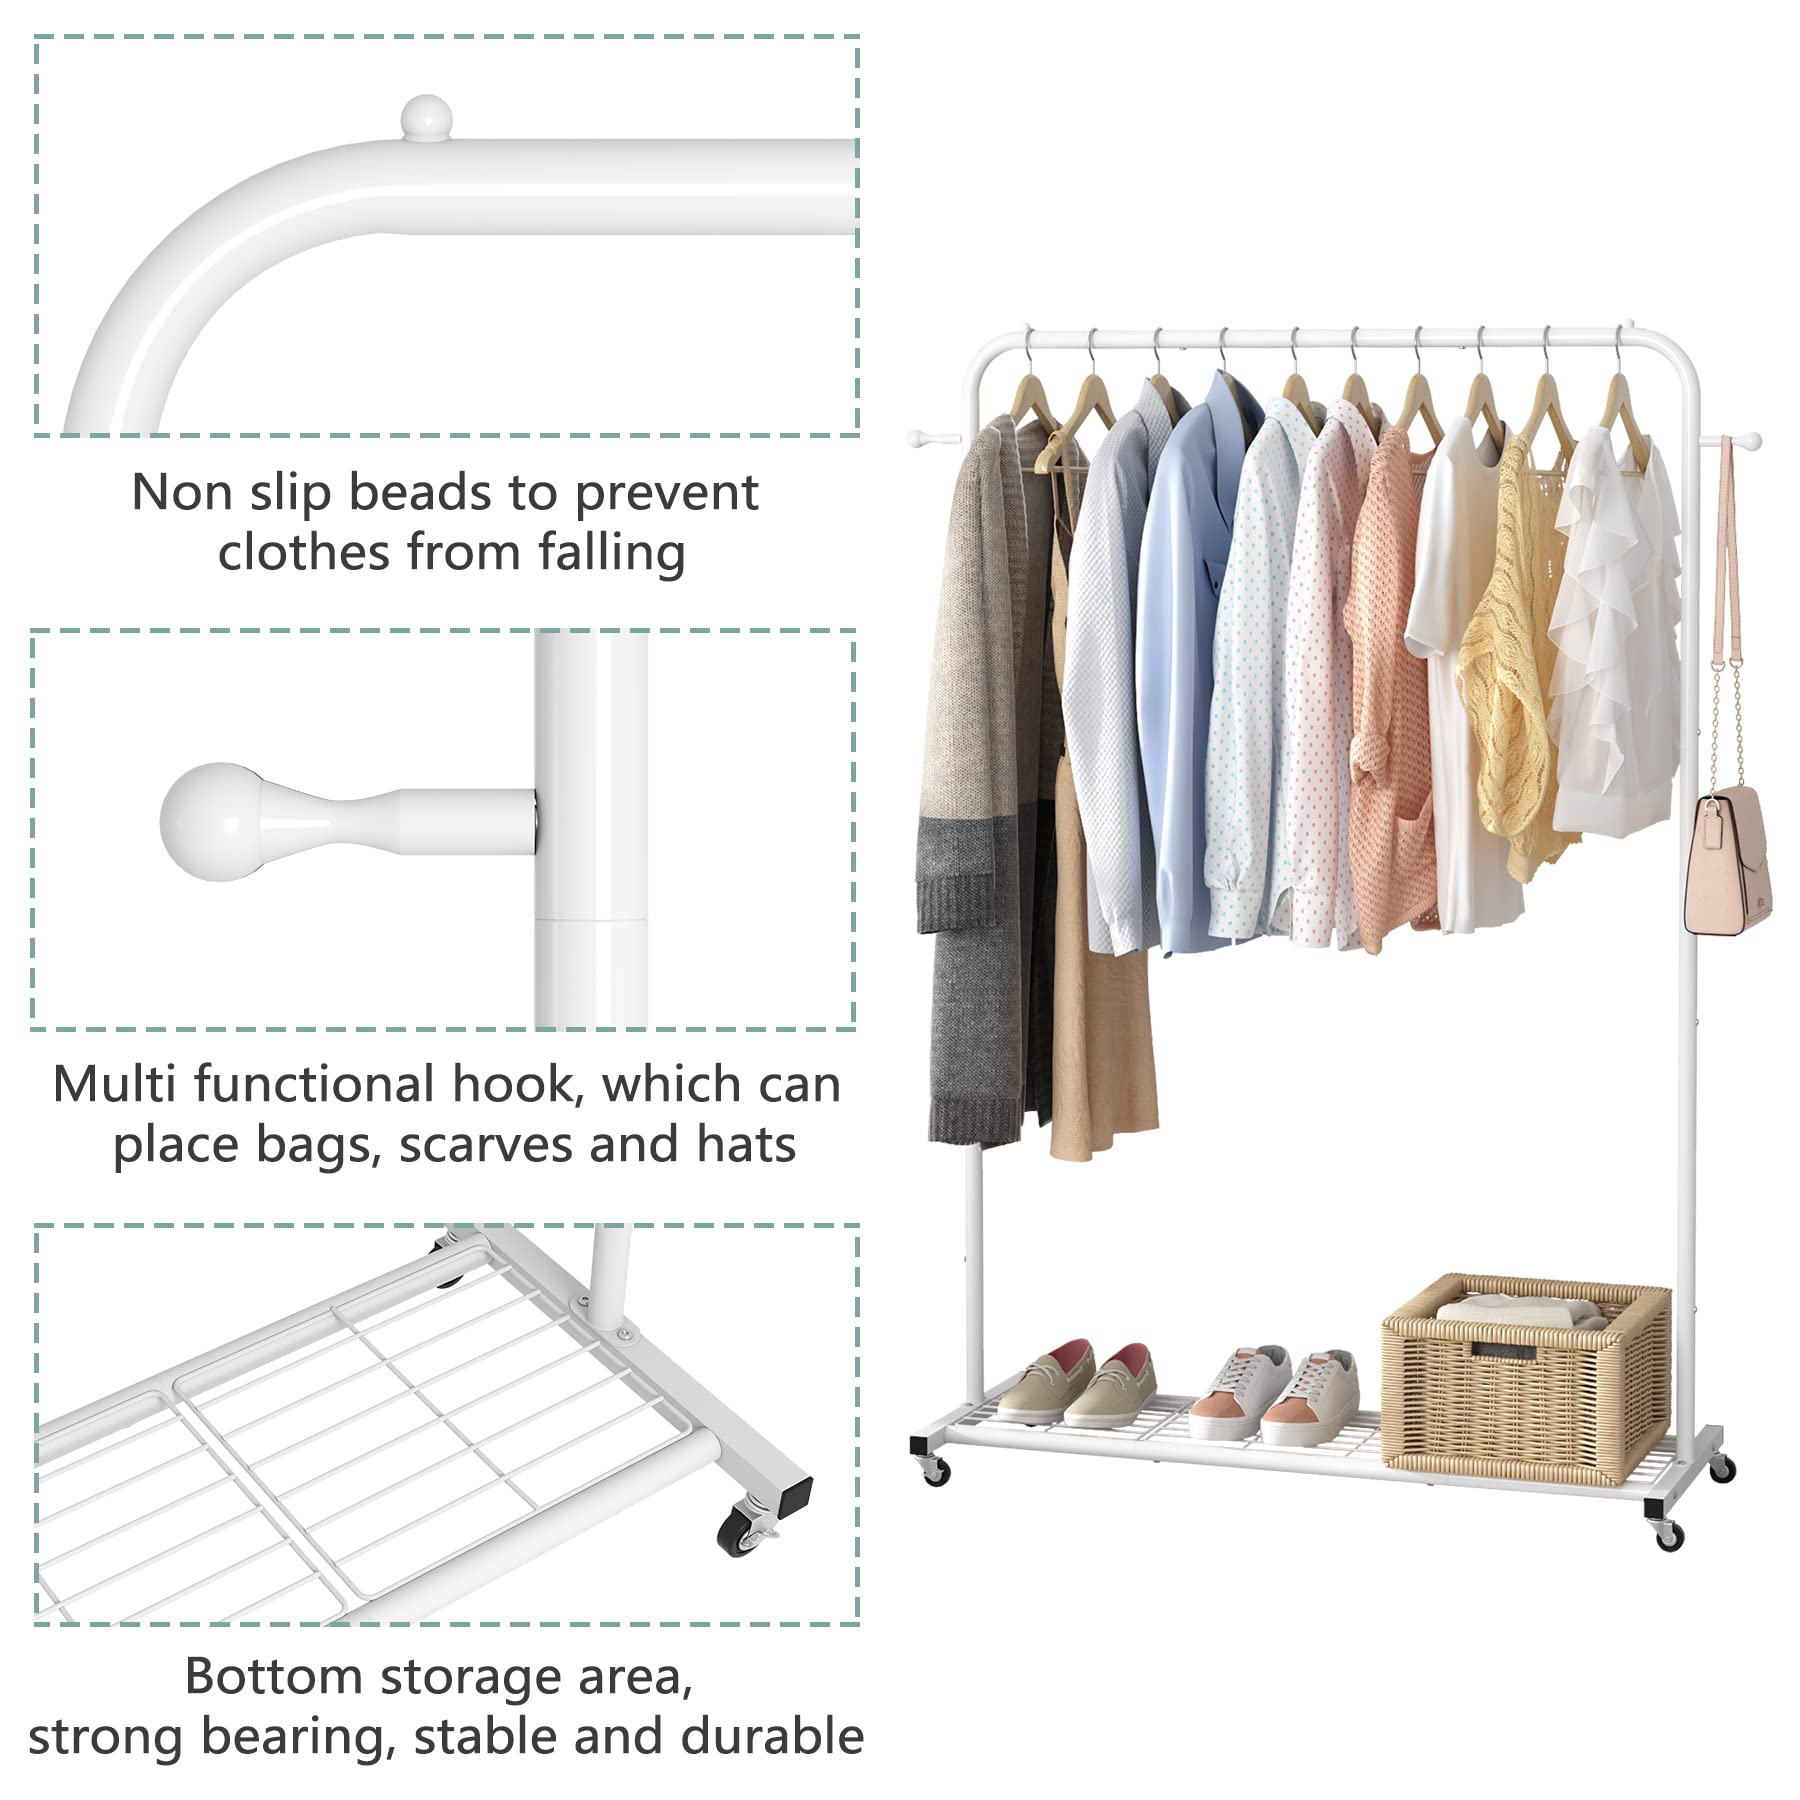 Non slip beads to prevent
clothes from falling
Multi functional hook, which can
place bags, scarves and hats
Bottom storage area,
strong bearing, stable and durable